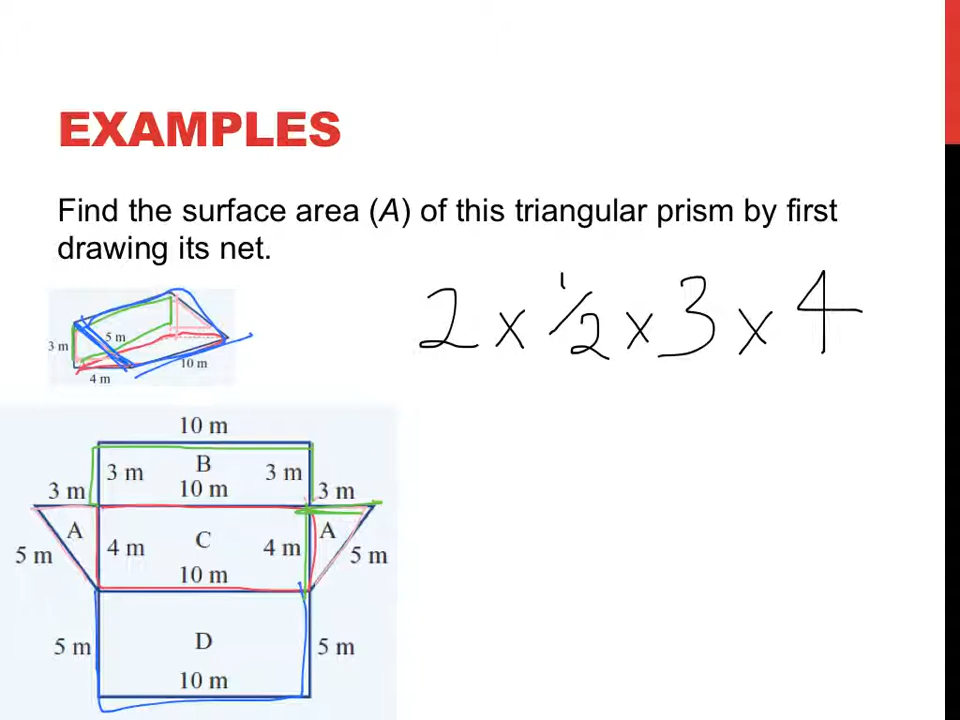 EXAMPLES
Find the surface area (A) of this triangular prism by first
drawing its net.
2 x 1/2 x 3 x 4
3 m
5 m
10 m
4 m
10 m
3 m B 3 m
3 m 10 m 3 m
A A
4 m C 4 m
5 m 10 m 5 m
5 m D 5 m
10 m